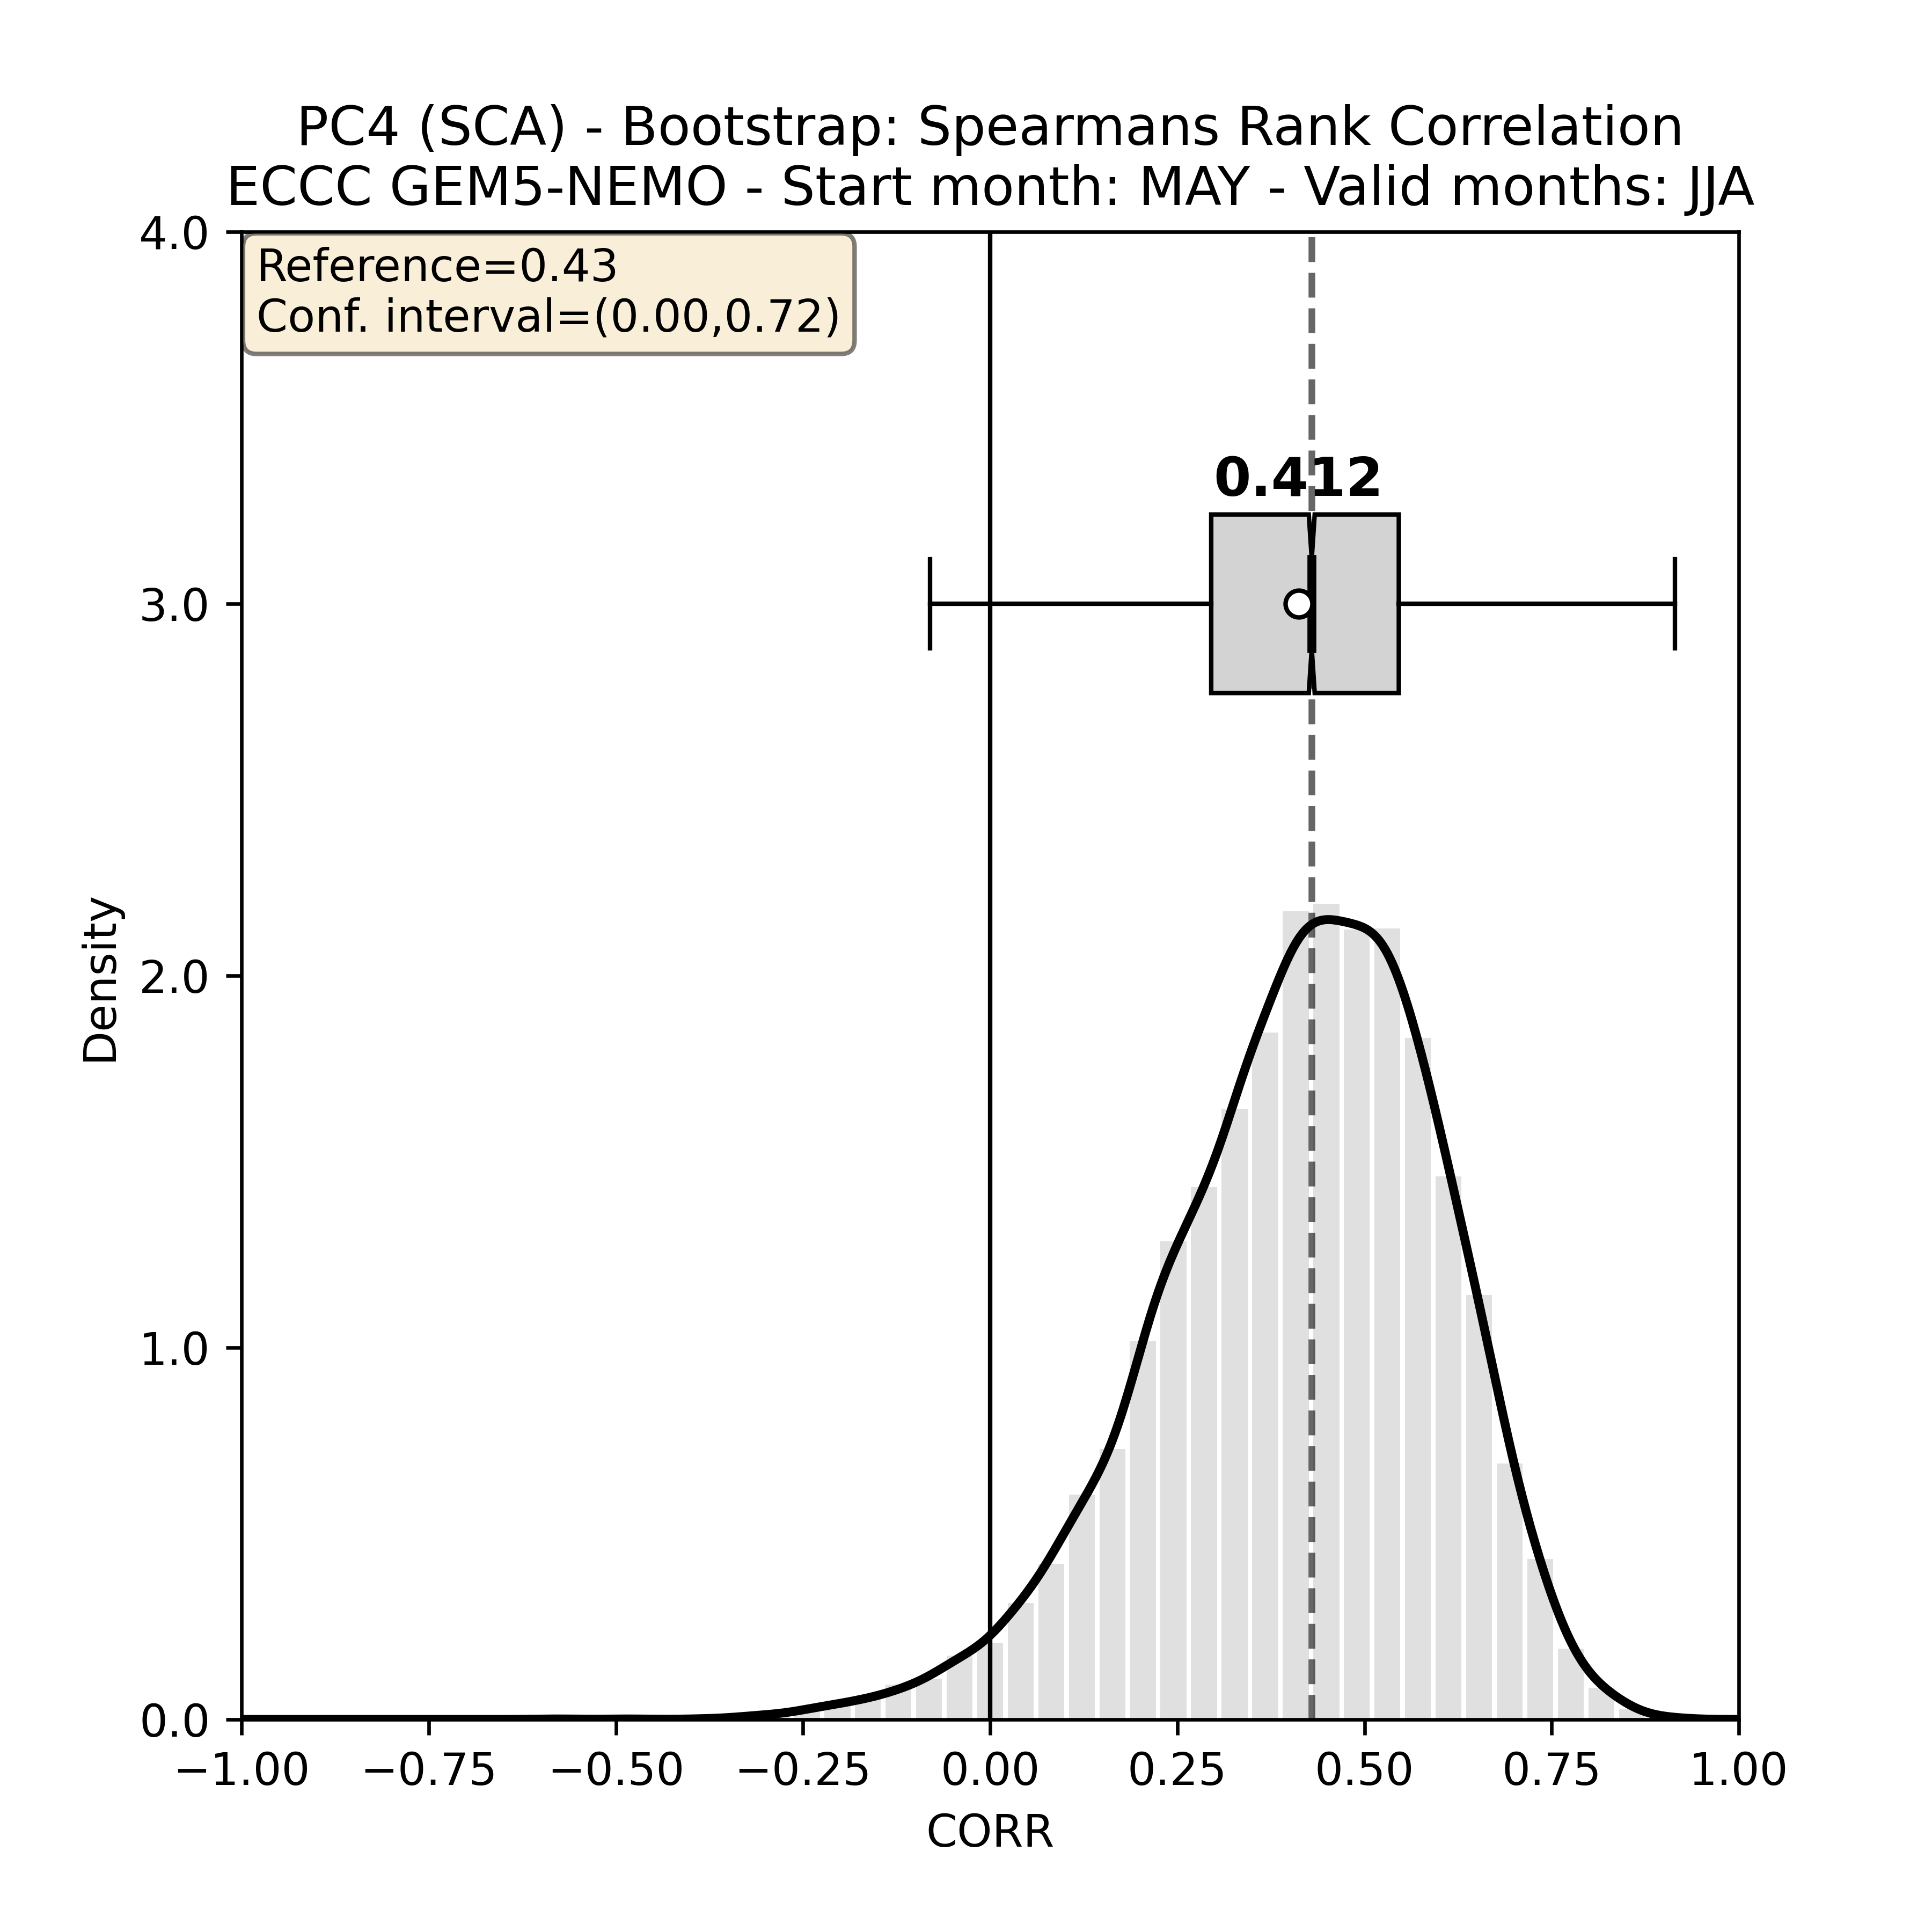 PC4 (SCA) - Bootstrap: Spearmans Rank Correlation
ECCC GEM5-NEMO - Start month: MAY - Valid months: JJA
Reference=0.43
Conf. interval=(0.00,0.72)
0.412
4.0
3.0
2.0
1.0
0.0
Density
−1.00 −0.75 −0.50 −0.25 0.00 0.25 0.50 0.75 1.00
CORR